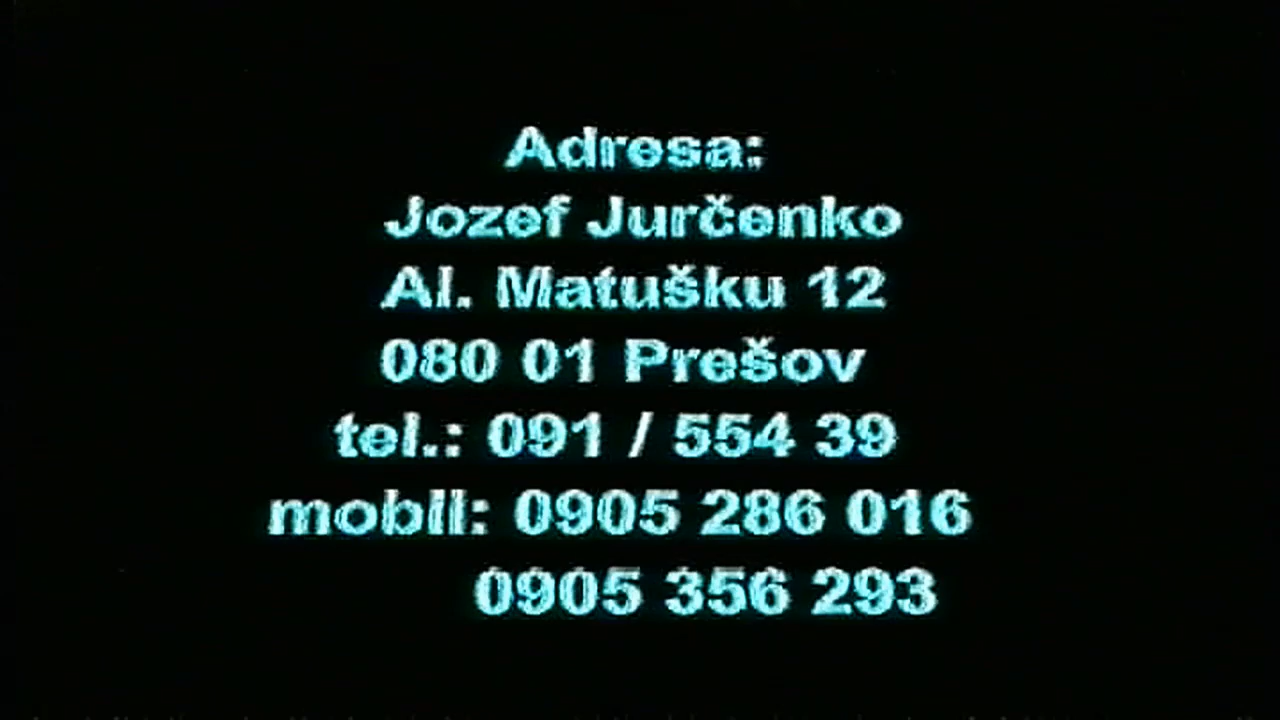 Adresa:
Jozef Jurčenko
Al. Matušku 12
080 01 Prešov
tel.: 091 / 554 39
mobil: 0905 286 016
0905 356 293